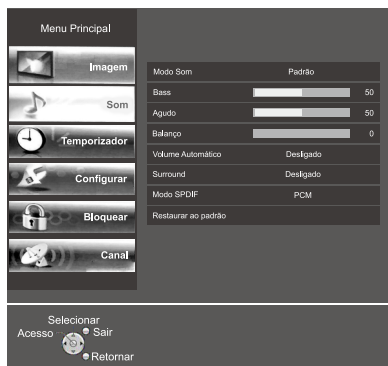 Menu Principal
Imagem
Som
Temporizador
Configurar
Bloquear
Canal
Modo Som Padrão
Bass 50
Agudo 50
Balanço 0
Volume Automático Desligado
Surround Desligado
Modo SPDIF PCM
Restaurar ao padrão
Selecionar
Acesso Sair
Retornar